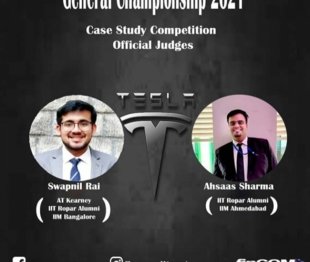 General Championship 2021
Case Study Competition
Official Judges
TESLA
Swapnil Rai
Ahsaas Sharma
AT Kearney
IIT Ropar Alumni
IIM Bangalore
IIT Ropar Alumni
IIM Ahmedabad